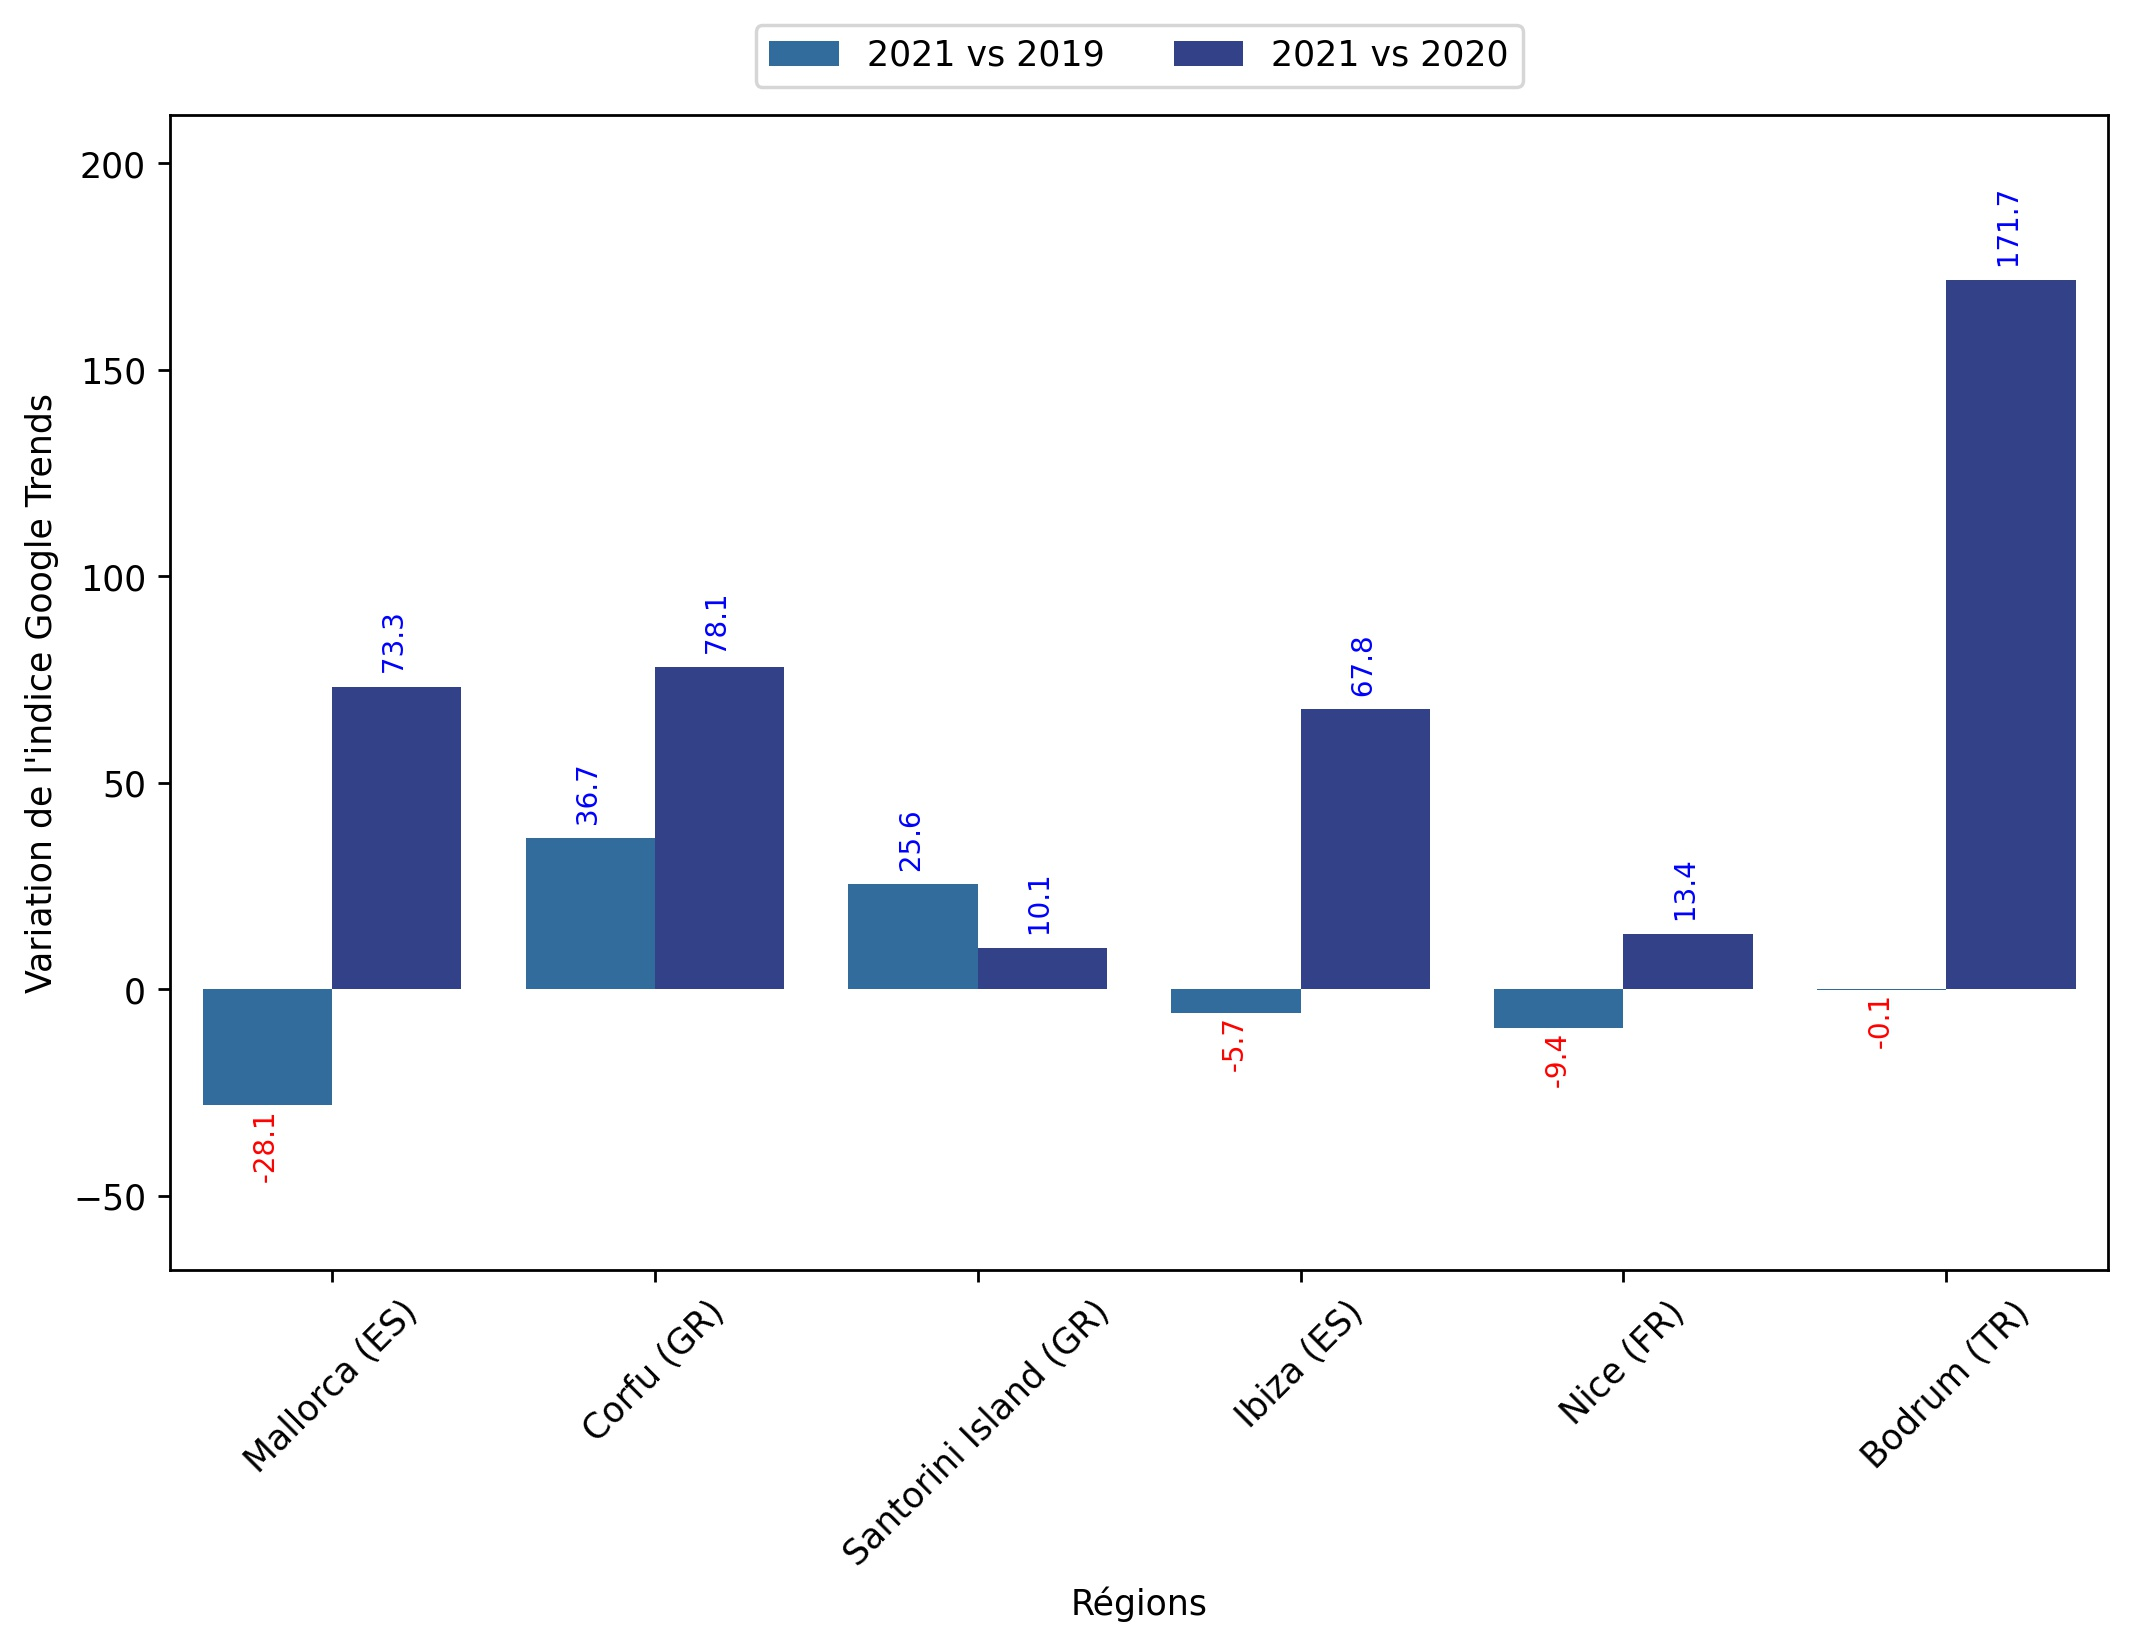 2021 vs 2019
2021 vs 2020
Variation de l'indice Google Trends
200
150
100
50
0
−50
-28.1
73.3
36.7
78.1
25.6
10.1
-5.7
67.8
-9.4
13.4
-0.1
171.7
Mallorca (ES)
Corfu (GR)
Santorini Island (GR)
Ibiza (ES)
Nice (FR)
Bodrum (TR)
Régions